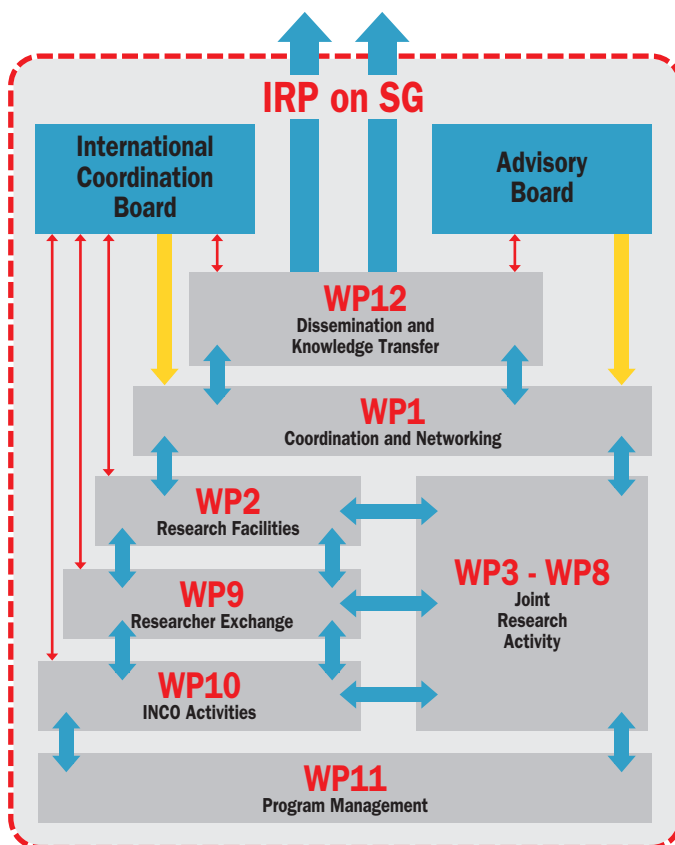 IRP on SG
International
Coordination
Board
Advisory
Board
WP12
Dissemination and
Knowledge Transfer
WP1
Coordination and Networking
WP2
Research Facilities
WP3 - WP8
Joint
Research
Activity
WP9
Researcher Exchange
WP10
INCO Activities
WP11
Program Management